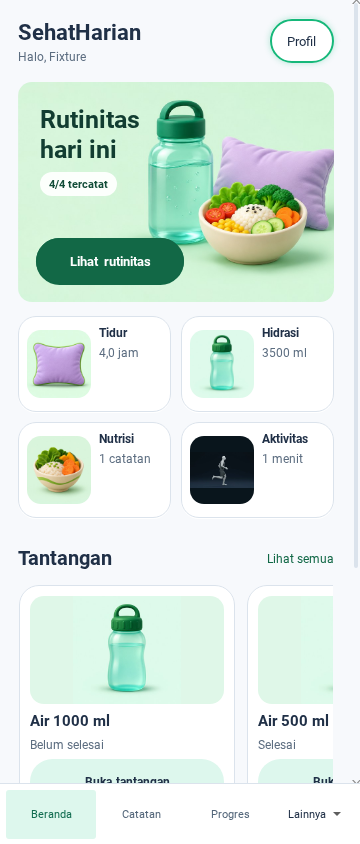 SehatHarian
Halo, Fixture
Profil
Rutinitas
hari ini
4/4 tercatat
Lihat rutinitas
Tidur
4,0 jam
Hidrasi
3500 ml
Nutrisi
1 catatan
Aktivitas
1 menit
Tantangan
Lihat semua
Air 1000 ml
Belum selesai
Buka tantangan
Air 500 ml
Selesai
Buk
Beranda
Catatan
Progres
Lainnya